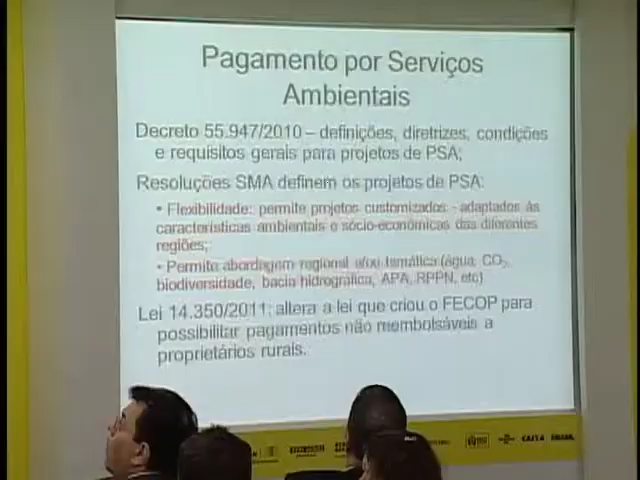 Pagamento por Serviços
Ambientais
Decreto 55.947/2010 – definições, diretrizes, condições
e requisitos gerais para projetos de PSA;
Resoluções SMA definem os projetos de PSA:
• Flexibilidade: permite projetos customizados - adaptados às
características ambientais e sócio-econômicas das diferentes
regiões;
• Permite abordagem regional e/ou temática (água, CO2,
biodiversidade, bacia hidrográfica, APA, RPPN, etc)
Lei 14.350/2011: altera a lei que criou o FECOP para
possibilitar pagamentos não reembolsáveis a
proprietários rurais.
CAIXA BRASIL